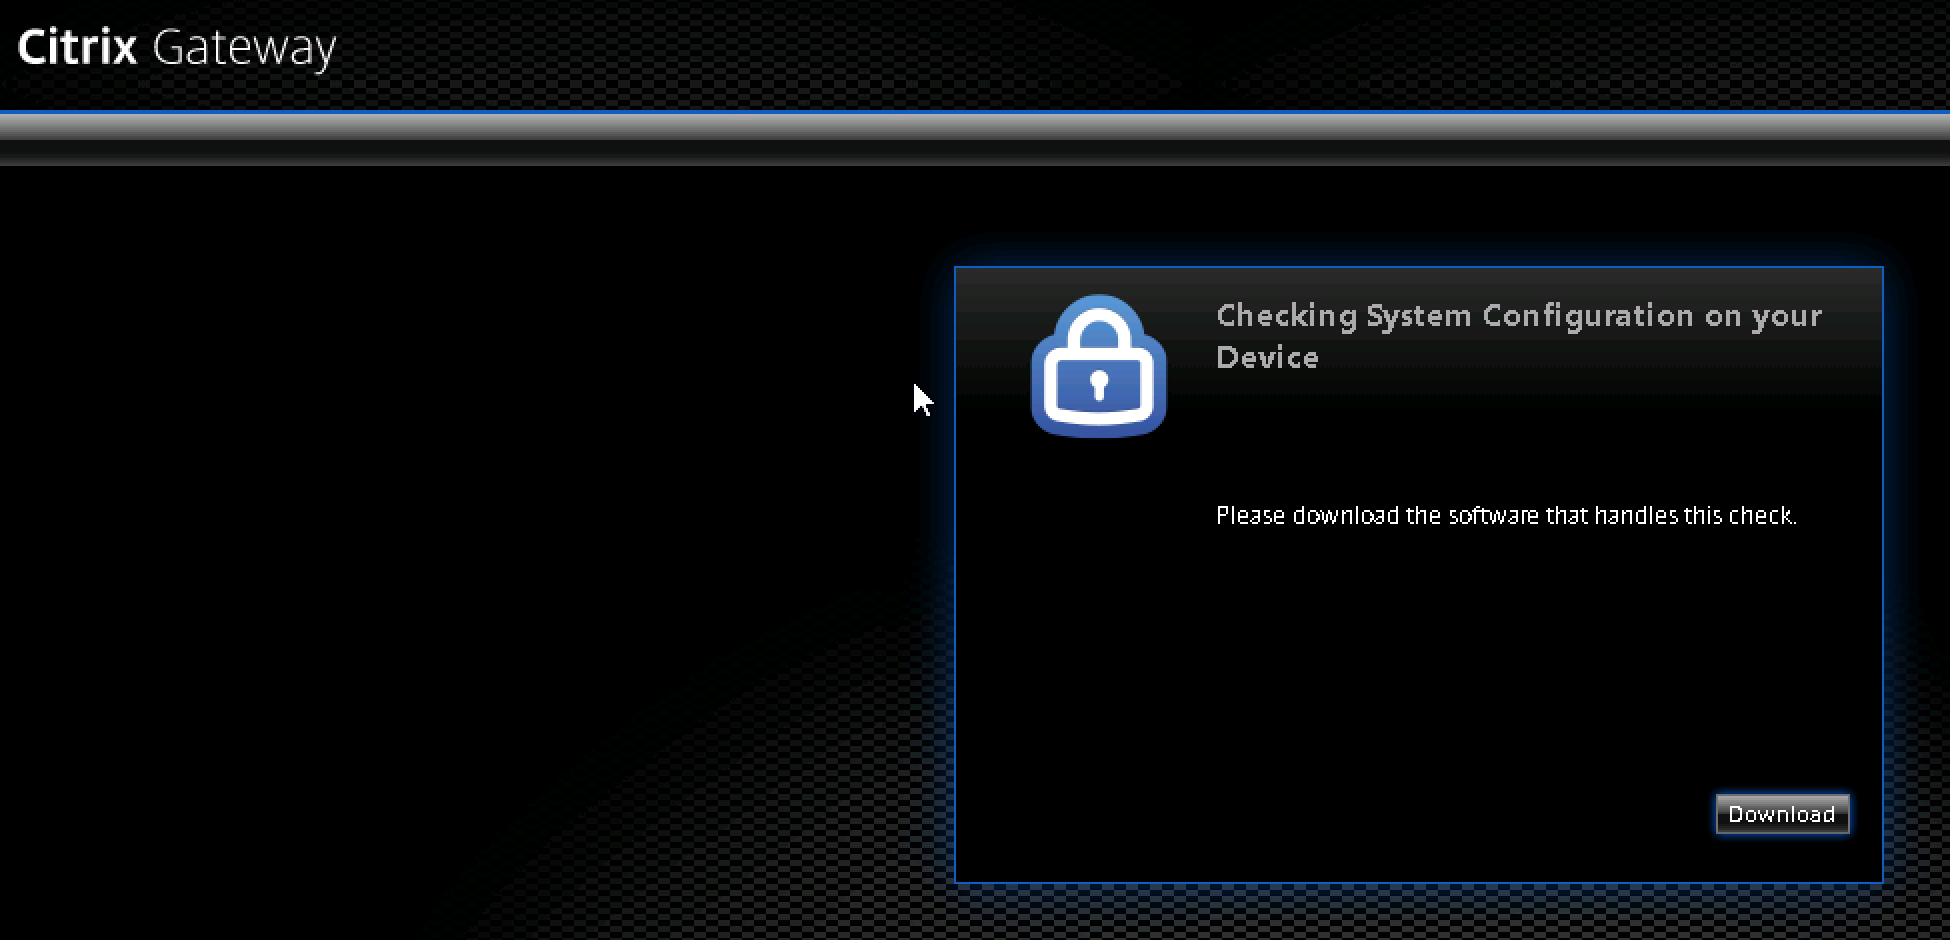 Citrix Gateway
Checking System Configuration on your
Device
Please download the software that handles this check.
Download